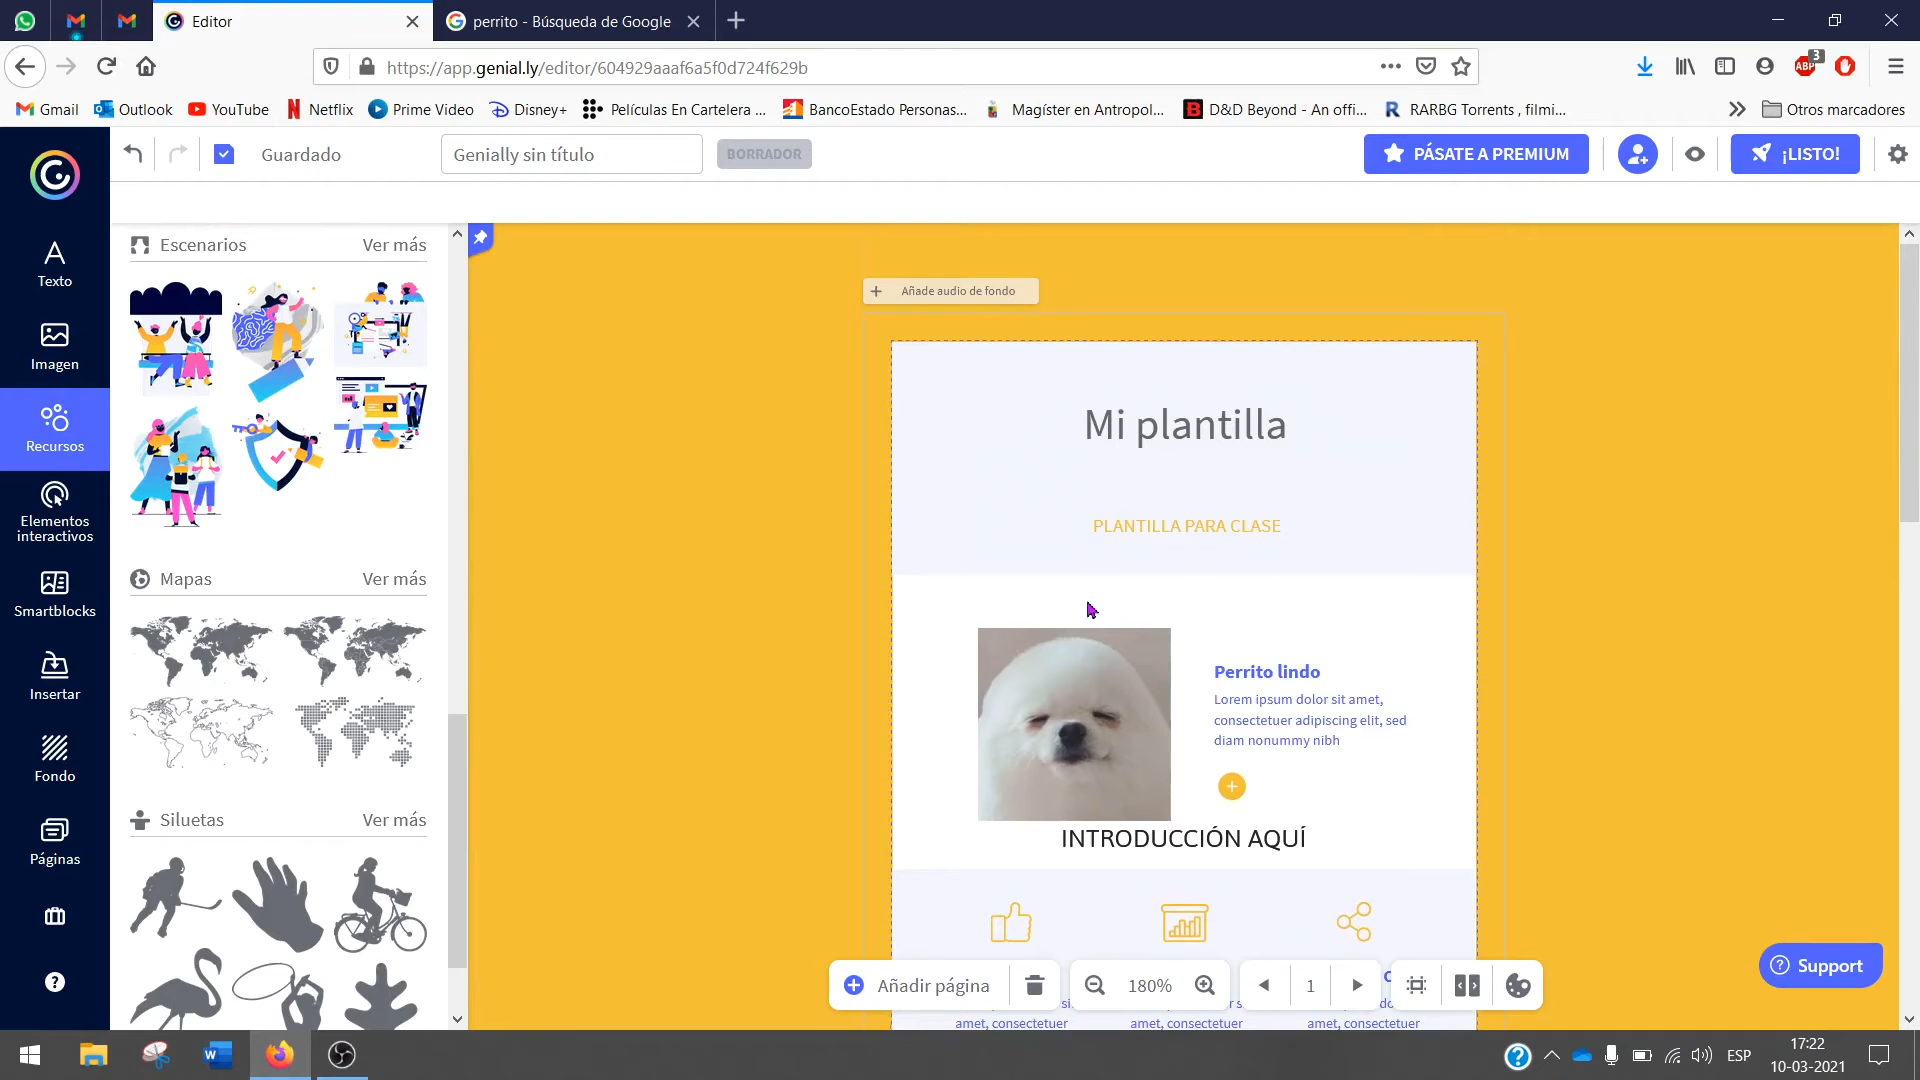 Editor
perrito - Búsqueda de Google
https://app.genial.ly/editor/604929aaaf6a5f0d724f629b
ABP
3
Gmail
Outlook
YouTube
Netflix
Prime Video
Disney+
Películas En Cartelera ...
BancoEstado Personas...
Magíster en Antropol...
D&D Beyond - An offi...
RARBG Torrents , filmi...
Otros marcadores
Guardado
Genially sin título
BORRADOR
PÁSATE A PREMIUM
¡LISTO!
Texto
Imagen
Recursos
Elementos
interactivos
Smartblocks
Insertar
Fondo
Páginas
Escenarios
Ver más
Mapas
Ver más
Siluetas
Ver más
Añade audio de fondo
Mi plantilla
PLANTILLA PARA CLASE
Perrito lindo
Lorem ipsum dolor sit amet,
consectetuer adipiscing elit, sed
diam nonummy nibh
INTRODUCCIÓN AQUÍ
amet, consectetuer
amet, consectetuer
amet, consectetuer
Añadir página
180%
1
Support
ESP
17:22
10-03-2021